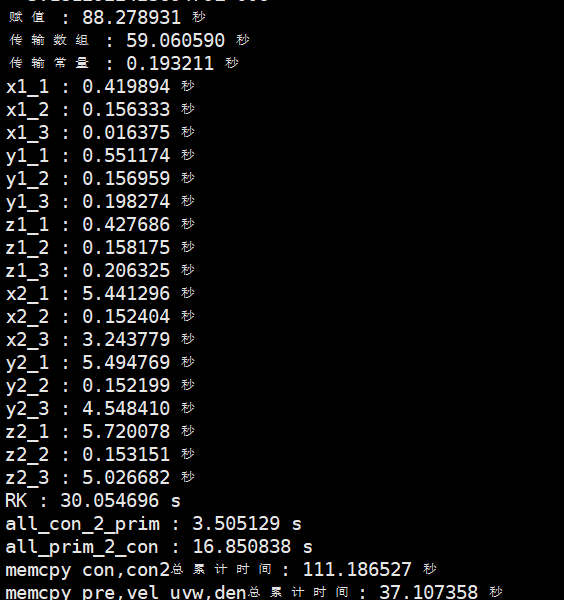 赋值 : 88.278931 秒
传输数组 : 59.060590 秒
传输常量 : 0.193211 秒
x1_1 : 0.419894 秒
x1_2 : 0.156333 秒
x1_3 : 0.016375 秒
y1_1 : 0.551174 秒
y1_2 : 0.156959 秒
y1_3 : 0.198274 秒
z1_1 : 0.427686 秒
z1_2 : 0.158175 秒
z1_3 : 0.206325 秒
x2_1 : 5.441296 秒
x2_2 : 0.152404 秒
x2_3 : 3.243779 秒
y2_1 : 5.494769 秒
y2_2 : 0.152199 秒
y2_3 : 4.548410 秒
z2_1 : 5.720078 秒
z2_2 : 0.153151 秒
z2_3 : 5.026682 秒
RK : 30.054696 s
all_con_2_prim : 3.505129 s
all_prim_2_con : 16.850838 s
memcpy con,con2总累计时间 : 111.186527 秒
memcpy pre,vel_uvw,den总累计时间 : 37.107358 秒